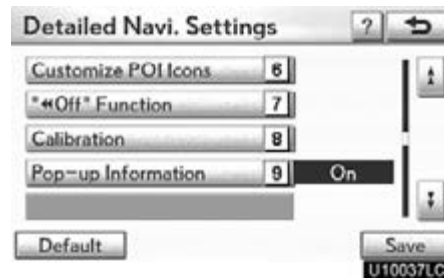 Detailed Navi. Settings ?
Customize POI Icons 6
"◀◀Off" Function 7
Calibration 8
Pop-up Information 9 On
Default Save
U10037LC